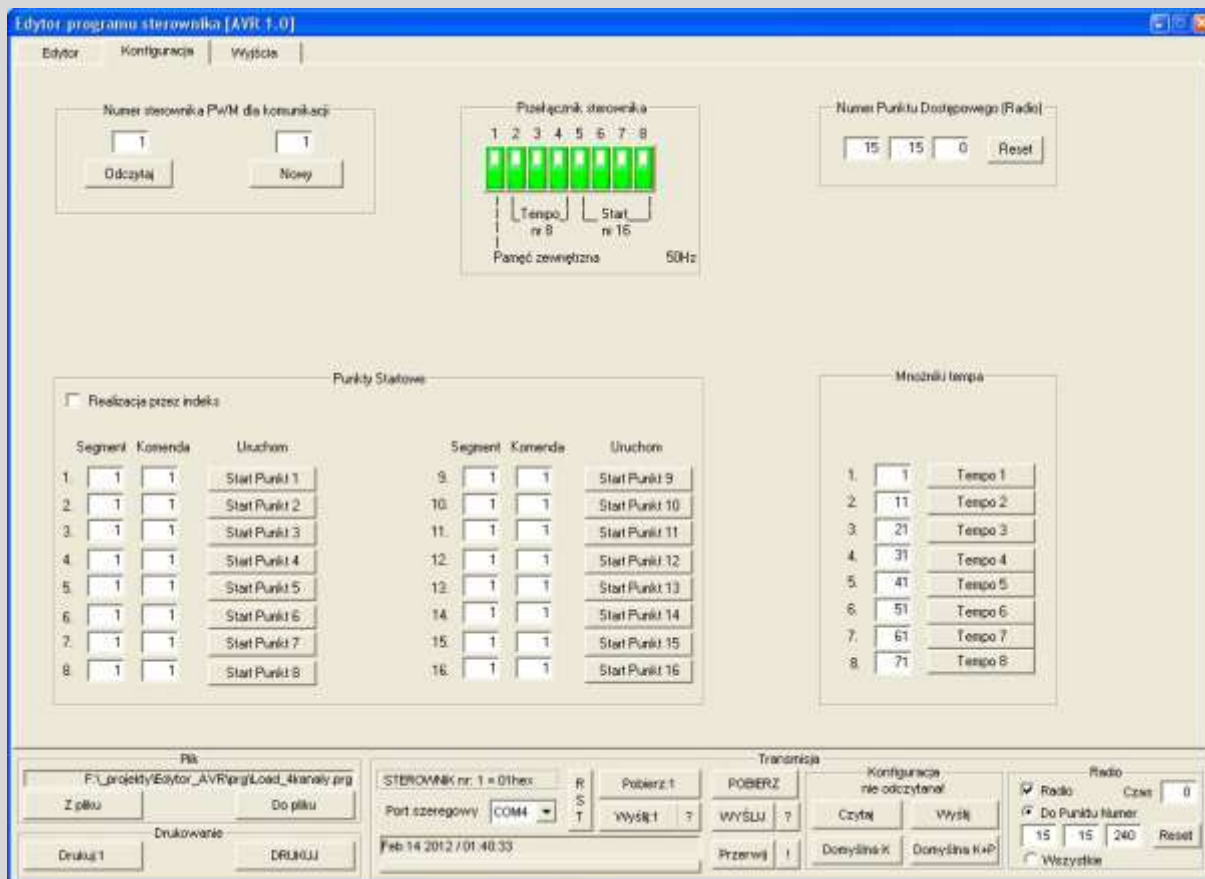 Edytor programu sterownika [AVR 1.0]
Edytor Konfiguracja Wyjścia
Numer sterownika PWM dla komunikacji
1 1
Odczytaj Nowy
Przełącznik sterownika
1 2 3 4 5 6 7 8
Tempo Start
nr 8 nr 16
Pamęć zewnętrzna 50Hz
Numer Punktu Dostępowego (Radio)
15 15 0 Reset
Punkty Startowe
Realizacja przez indeks
Segment Komenda Uruchom
1. 1 1 Start Punkt 1
2. 1 1 Start Punkt 2
3. 1 1 Start Punkt 3
4. 1 1 Start Punkt 4
5. 1 1 Start Punkt 5
6. 1 1 Start Punkt 6
7. 1 1 Start Punkt 7
8. 1 1 Start Punkt 8
Segment Komenda Uruchom
9. 1 1 Start Punkt 9
10. 1 1 Start Punkt 10
11. 1 1 Start Punkt 11
12. 1 1 Start Punkt 12
13. 1 1 Start Punkt 13
14. 1 1 Start Punkt 14
15. 1 1 Start Punkt 15
16. 1 1 Start Punkt 16
Mnożniki tempa
1. 1 Tempo 1
2. 11 Tempo 2
3. 21 Tempo 3
4. 31 Tempo 4
5. 41 Tempo 5
6. 51 Tempo 6
7. 61 Tempo 7
8. 71 Tempo 8
Plik
F:\_projekty\Edytor_AVR\prg\Load_4kanaly.prg
Z pliku Do pliku
Drukowanie
Drukuj:1 DRUKUJ
Transmisja
STEROWNIK nr: 1 = 01hex
Port szeregowy COM4
Feb 14 2012 / 01:40:33
RST
Pobierz:1 POBIERZ
Wyślij:1 ? WYŚLIJ ?
Przerwij !
Konfiguracja
nie odczytana!
Czytaj Wyślij
Domyślna K Domyślna K+P
Radio
Radio Czas 0
Do Punktu Numer
15 15 240 Reset
Wszystkie